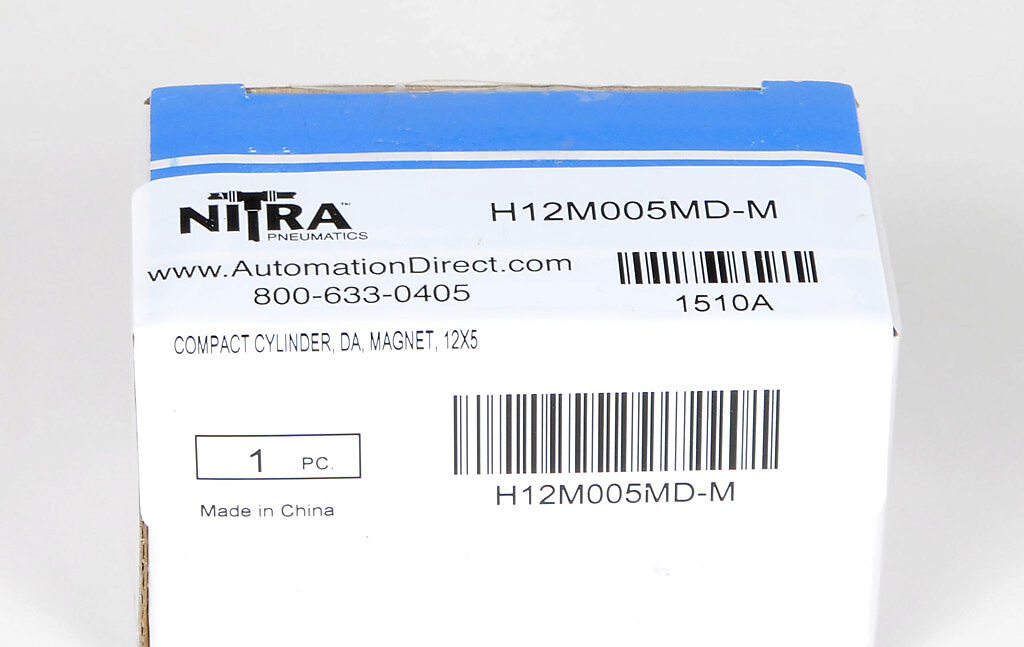 NITRA™
PNEUMATICS
H12M005MD-M
www.AutomationDirect.com
800-633-0405
1510A
COMPACT CYLINDER, DA, MAGNET, 12X5
1 PC.
H12M005MD-M
Made in China